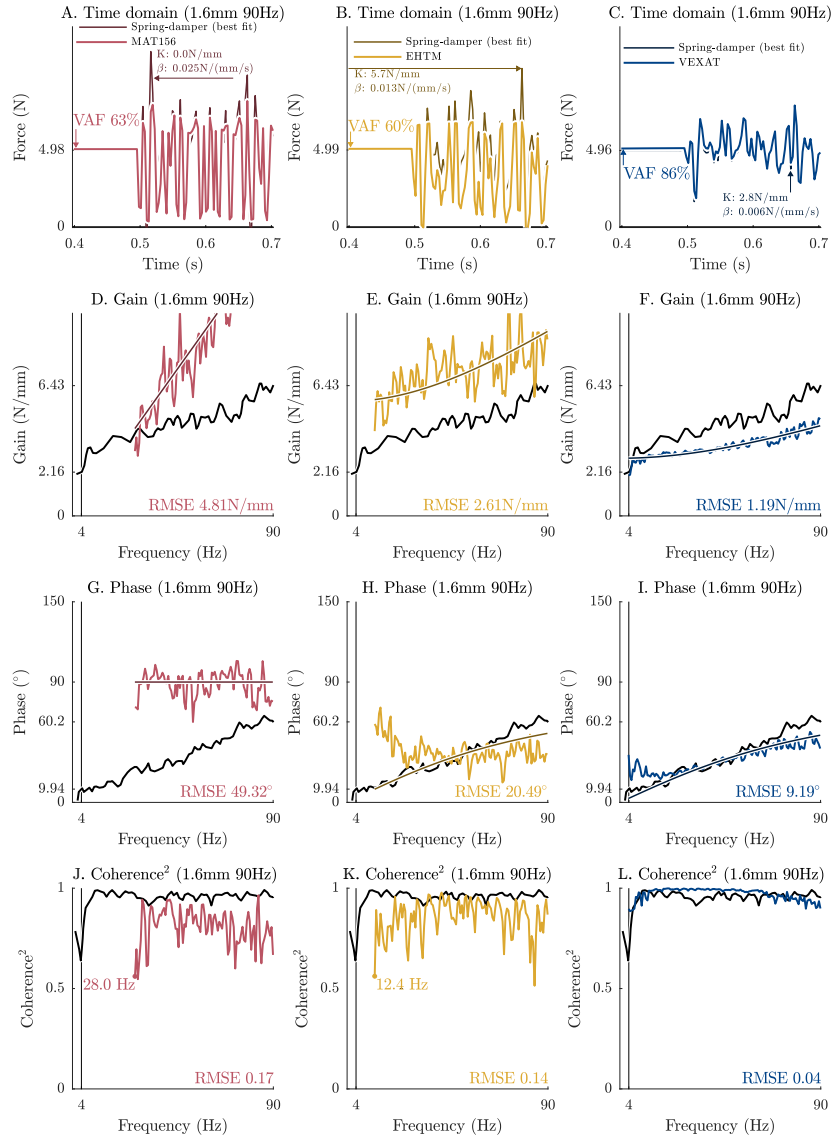 A. Time domain (1.6mm 90Hz)
Spring-damper (best fit)
MAT156
K: 0.0N/mm
β: 0.025N/(mm/s)
VAF 63%
Force (N)
4.98
0
0.4
0.5
0.6
0.7
Time (s)
B. Time domain (1.6mm 90Hz)
Spring-damper (best fit)
EHTM
K: 5.7N/mm
β: 0.013N/(mm/s)
VAF 60%
Force (N)
4.99
0
0.4
0.5
0.6
0.7
Time (s)
C. Time domain (1.6mm 90Hz)
Spring-damper (best fit)
VEXAT
VAF 86%
K: 2.8N/mm
β: 0.006N/(mm/s)
Force (N)
4.96
0
0.4
0.5
0.6
0.7
Time (s)
D. Gain (1.6mm 90Hz)
Gain (N/mm)
6.43
2.16
0
RMSE 4.81N/mm
4
90
Frequency (Hz)
E. Gain (1.6mm 90Hz)
Gain (N/mm)
6.43
2.16
0
RMSE 2.61N/mm
4
90
Frequency (Hz)
F. Gain (1.6mm 90Hz)
Gain (N/mm)
6.43
2.16
0
RMSE 1.19N/mm
4
90
Frequency (Hz)
G. Phase (1.6mm 90Hz)
Phase (°)
150
90
60.2
9.94
0
RMSE 49.32°
4
90
Frequency (Hz)
H. Phase (1.6mm 90Hz)
Phase (°)
150
90
60.2
9.94
0
RMSE 20.49°
4
90
Frequency (Hz)
I. Phase (1.6mm 90Hz)
Phase (°)
150
90
60.2
9.94
0
RMSE 9.19°
4
90
Frequency (Hz)
J. Coherence² (1.6mm 90Hz)
Coherence²
1
0.5
0
28.0 Hz
RMSE 0.17
4
90
Frequency (Hz)
K. Coherence² (1.6mm 90Hz)
Coherence²
1
0.5
0
12.4 Hz
RMSE 0.14
4
90
Frequency (Hz)
L. Coherence² (1.6mm 90Hz)
Coherence²
1
0.5
0
RMSE 0.04
4
90
Frequency (Hz)